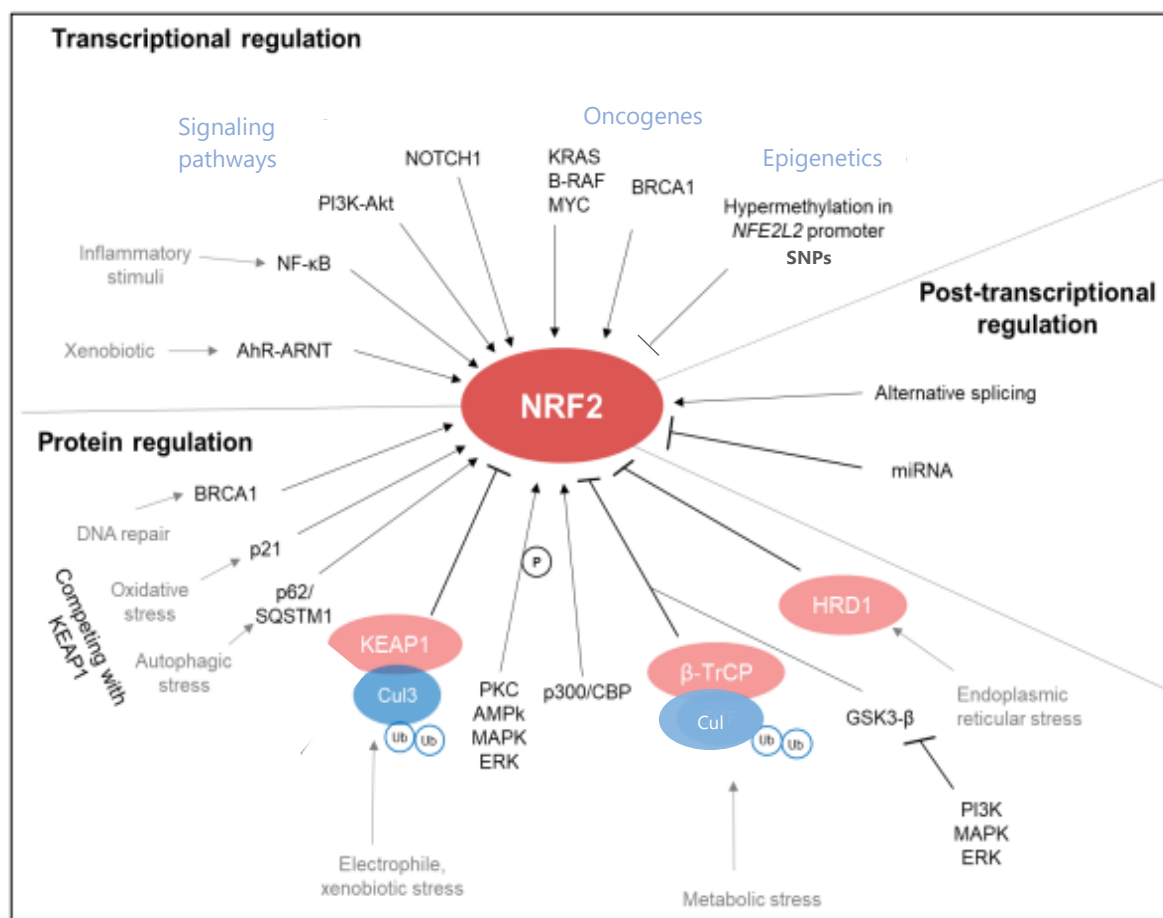 Transcriptional regulation
Signaling
pathways
Oncogenes
Epigenetics
NOTCH1
KRAS
B-RAF
MYC
BRCA1
PI3K-Akt
Hypermethylation in
NFE2L2 promoter
SNPs
Inflammatory
stimuli
NF-κB
Xenobiotic
AhR-ARNT
Post-transcriptional
regulation
NRF2
Alternative splicing
miRNA
Protein regulation
BRCA1
DNA repair
p21
Oxidative
stress
p62/
SQSTM1
Competing with
KEAP1
Autophagic
stress
KEAP1
Cul3
Ub
Ub
Electrophile,
xenobiotic stress
P
PKC
AMPk
MAPK
ERK
p300/CBP
β-TrCP
Cul
Ub
Ub
Metabolic stress
HRD1
Endoplasmic
reticular stress
GSK3-β
PI3K
MAPK
ERK